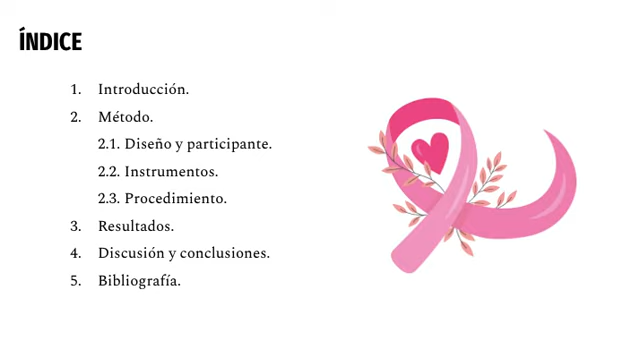 ÍNDICE
1. Introducción.
2. Método.
2.1. Diseño y participante.
2.2. Instrumentos.
2.3. Procedimiento.
3. Resultados.
4. Discusión y conclusiones.
5. Bibliografía.